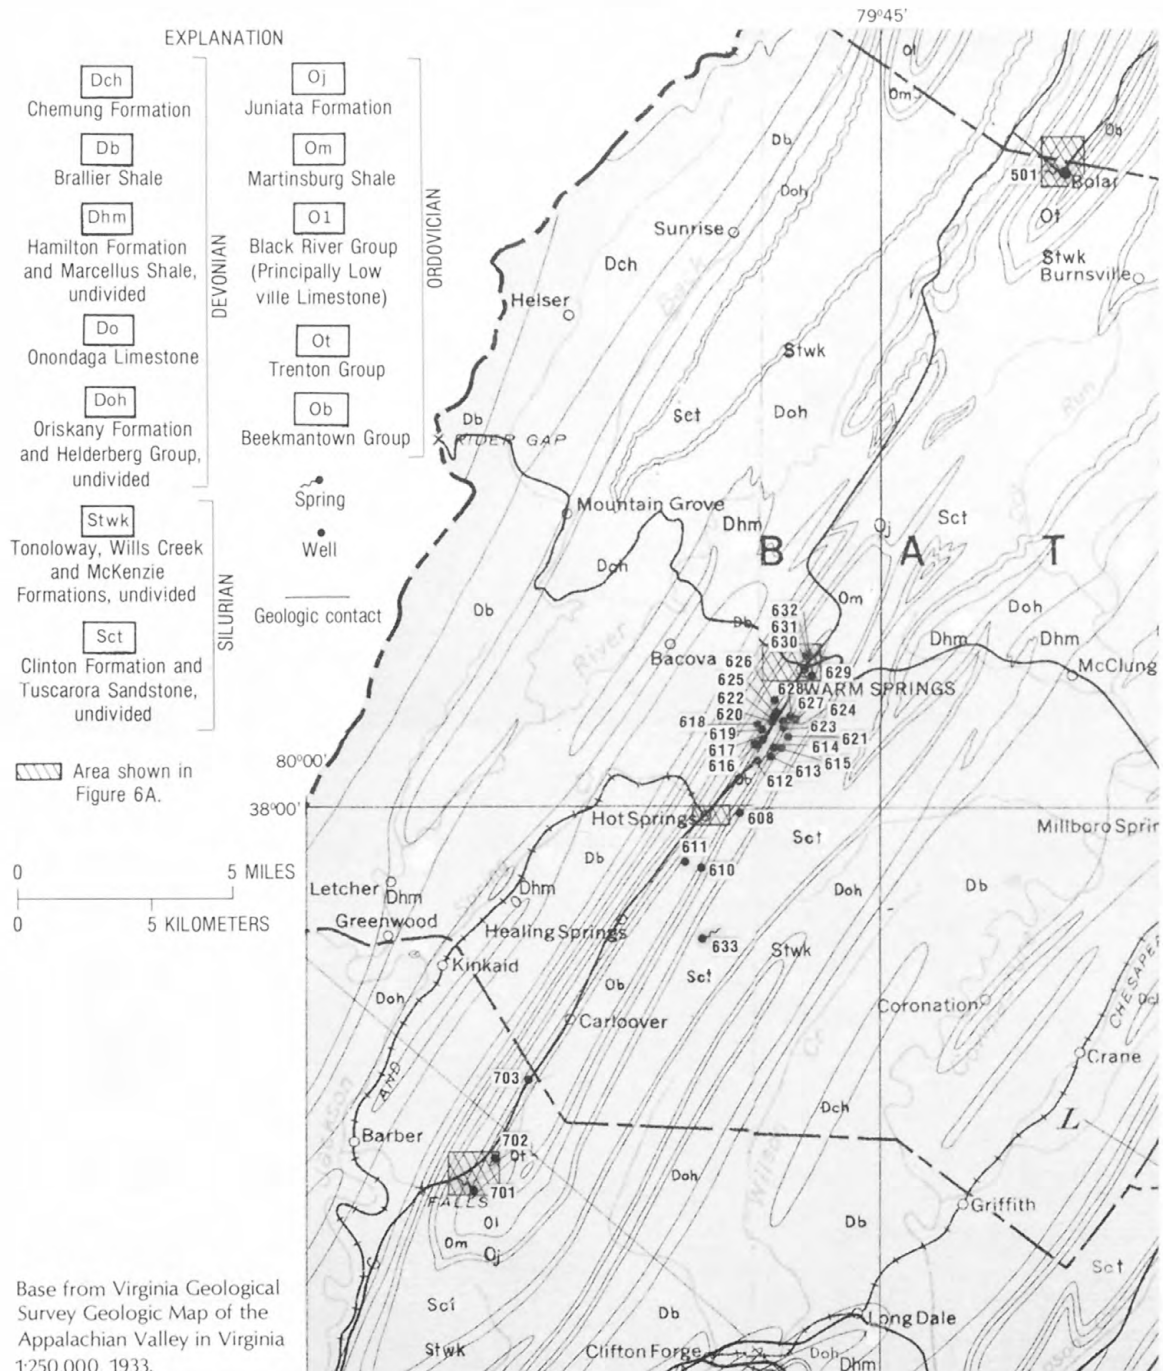 EXPLANATION
Dch
Chemung Formation
Db
Brallier Shale
Dhm
Hamilton Formation
and Marcellus Shale,
undivided
Do
Onondaga Limestone
Doh
Oriskany Formation
and Helderberg Group,
undivided
DEVONIAN
Stwk
Tonoloway, Wills Creek
and McKenzie
Formations, undivided
Sct
Clinton Formation and
Tuscarora Sandstone,
undivided
SILURIAN
Area shown in
Figure 6A.
Oj
Juniata Formation
Om
Martinsburg Shale
Ol
Black River Group
(Principally Low
ville Limestone)
Ot
Trenton Group
Ob
Beekmantown Group
ORDOVICIAN
Spring
Well
Geologic contact
0 5 MILES
0 5 KILOMETERS
Base from Virginia Geological
Survey Geologic Map of the
Appalachian Valley in Virginia
1:250 000, 1933.
79°45'
Ol
Om
Db
Db
501
Bolar
Doh
Ot
Sunrise
Stwk
Dch
Burnsville
Helser
Stwk
Run
Sct
Doh
Db
RIDER GAP
Mountain Grove
Dhm
Oj
Sct
B A T
Doh
Db
Om
Doh
632
631
630
Db
River
Dhm
Dhm
Bacova
626
629
McClung
625
628
WARM SPRINGS
622
627
624
620
618
623
619
621
617
614
616
615
613
612
80°00'
Ob
38°00'
Hot Springs
608
Sct
Millboro Sprin
611
Db
610
Letcher
Dhm
Dhm
Doh
Db
Greenwood
Healing Springs
633
Stwk
Kinkaid
Sct
Ob
Doh
Coronation
CHESAPE
Carloover
Crane
703
AND
Dch
Barber
L
702
Ot
Doh
Wilson
701
FALLS
Griffith
Ol
Db
Om
Oj
Sct
Sct
Db
Long Dale
Stwk
Clifton Forge
Doh
Dhm